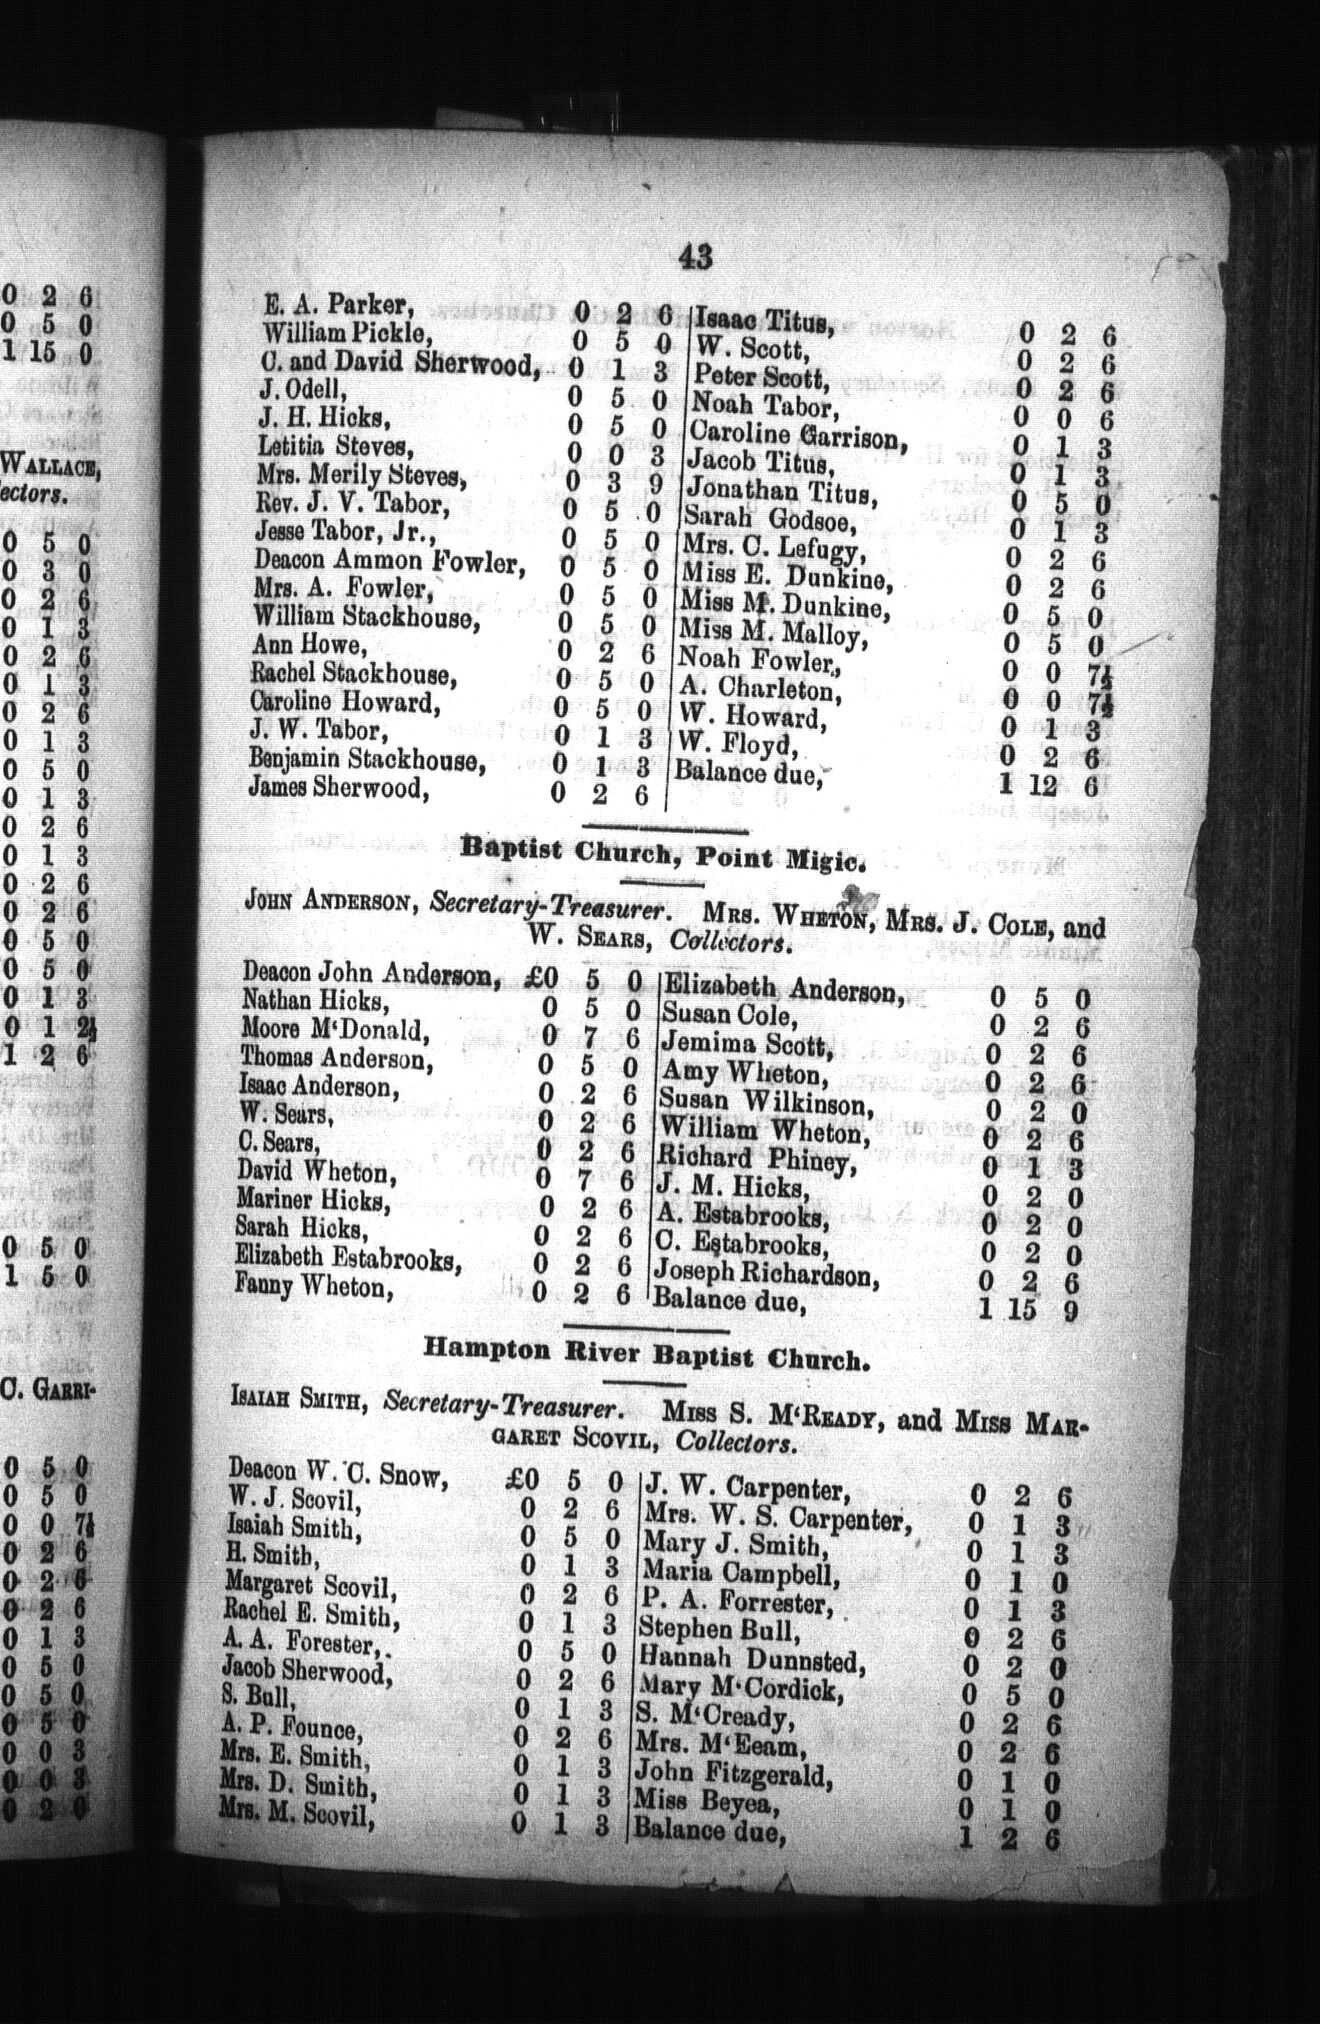 43
E. A. Parker, 0 2 6
William Pickle, 0 5 0
C. and David Sherwood, 0 1 3
J. Odell, 0 5 0
J. H. Hicks, 0 5 0
Letitia Steves, 0 0 3
Mrs. Merily Steves, 0 3 9
Rev. J. V. Tabor, 0 5 0
Jesse Tabor, Jr., 0 5 0
Deacon Ammon Fowler, 0 5 0
Mrs. A. Fowler, 0 5 0
William Stackhouse, 0 5 0
Ann Howe, 0 2 6
Rachel Stackhouse, 0 5 0
Caroline Howard, 0 5 0
J. W. Tabor, 0 1 3
Benjamin Stackhouse, 0 1 3
James Sherwood, 0 2 6
Isaac Titus, 0 2 6
W. Scott, 0 2 6
Peter Scott, 0 2 6
Noah Tabor, 0 0 6
Caroline Garrison, 0 1 3
Jacob Titus, 0 1 3
Jonathan Titus, 0 5 0
Sarah Godsoe, 0 1 3
Mrs. C. Lefugy, 0 2 6
Miss E. Dunkine, 0 2 6
Miss M. Dunkine, 0 5 0
Miss M. Malloy, 0 5 0
Noah Fowler, 0 0 7½
A. Charleton, 0 0 7½
W. Howard, 0 1 3
W. Floyd, 0 2 6
Balance due, 1 12 6
Baptist Church, Point Migic.
John Anderson, Secretary-Treasurer. Mrs. Wheton, Mrs. J. Cole, and
W. Sears, Collectors.
Deacon John Anderson, £0 5 0
Nathan Hicks, 0 5 0
Moore M'Donald, 0 7 6
Thomas Anderson, 0 5 0
Isaac Anderson, 0 2 6
W. Sears, 0 2 6
C. Sears, 0 2 6
David Wheton, 0 7 6
Mariner Hicks, 0 2 6
Sarah Hicks, 0 2 6
Elizabeth Estabrooks, 0 2 6
Fanny Wheton, 0 2 6
Elizabeth Anderson, 0 5 0
Susan Cole, 0 2 6
Jemima Scott, 0 2 6
Amy Wheton, 0 2 6
Susan Wilkinson, 0 2 0
William Wheton, 0 2 6
Richard Phiney, 0 1 3
J. M. Hicks, 0 2 0
A. Estabrooks, 0 2 0
C. Estabrooks, 0 2 0
Joseph Richardson, 0 2 6
Balance due, 1 15 9
Hampton River Baptist Church.
Isaiah Smith, Secretary-Treasurer. Miss S. M'Ready, and Miss Mar-
garet Scovil, Collectors.
Deacon W. C. Snow, £0 5 0
W. J. Scovil, 0 2 6
Isaiah Smith, 0 5 0
H. Smith, 0 1 3
Margaret Scovil, 0 2 6
Rachel E. Smith, 0 1 3
A. A. Forester, 0 5 0
Jacob Sherwood, 0 2 6
S. Bull, 0 1 3
A. P. Founce, 0 2 6
Mrs. E. Smith, 0 1 3
Mrs. D. Smith, 0 1 3
Mrs. M. Scovil, 0 1 3
J. W. Carpenter, 0 2 6
Mrs. W. S. Carpenter, 0 1 3
Mary J. Smith, 0 1 3
Maria Campbell, 0 1 0
P. A. Forrester, 0 1 3
Stephen Bull, 0 2 6
Hannah Dunnsted, 0 2 0
Mary M'Cordick, 0 5 0
S. M'Cready, 0 2 6
Mrs. M'Eeam, 0 2 6
John Fitzgerald, 0 1 0
Miss Beyea, 0 1 0
Balance due, 1 2 6